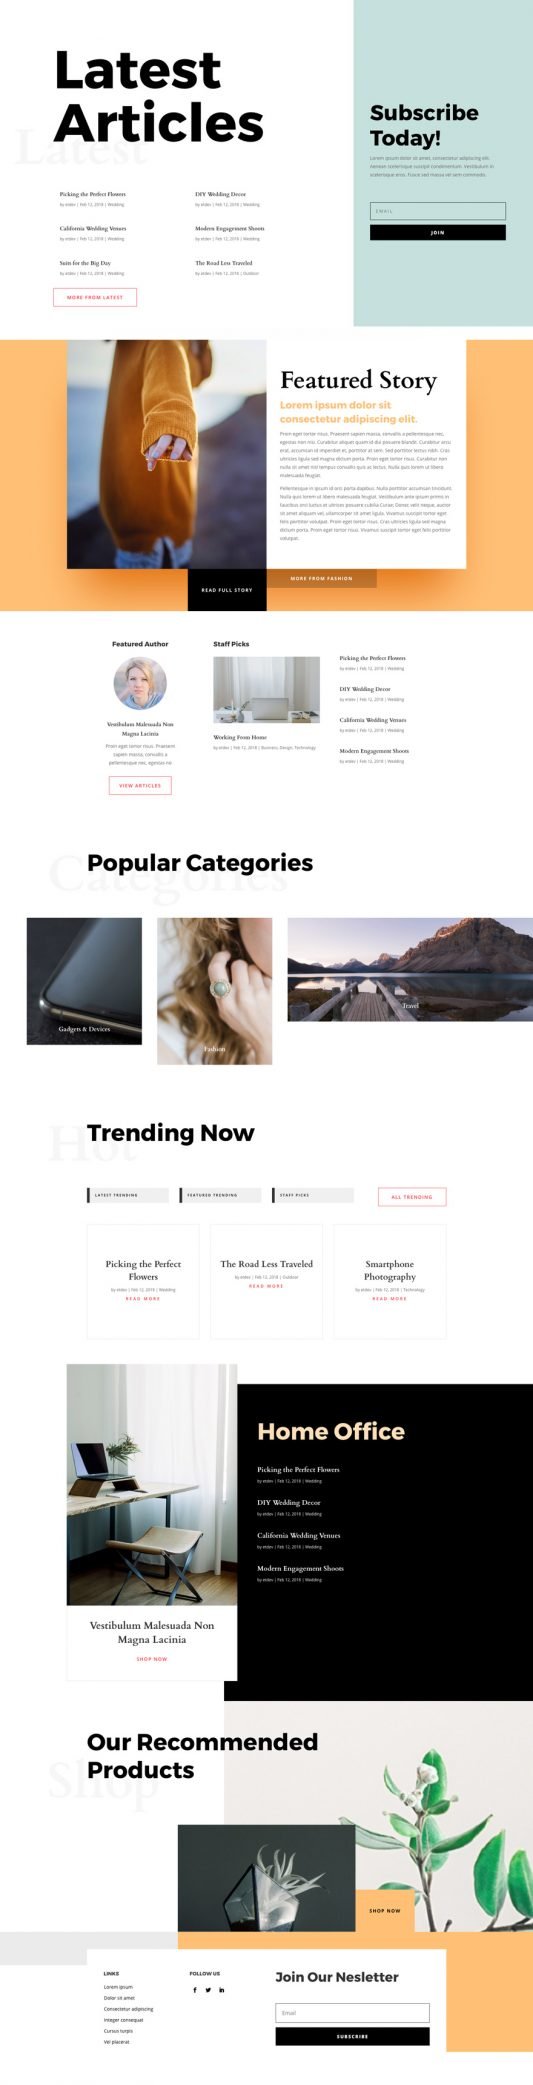 Latest
Articles
Latest
Picking the Perfect Flowers
by etdev | Feb 12, 2018 | Wedding
DIY Wedding Decor
by etdev | Feb 12, 2018 | Wedding
California Wedding Venues
by etdev | Feb 12, 2018 | Wedding
Modern Engagement Shoots
by etdev | Feb 12, 2018 | Wedding
Suits for the Big Day
by etdev | Feb 12, 2018 | Wedding
The Road Less Traveled
by etdev | Feb 12, 2018 | Outdoor
MORE FROM LATEST
Subscribe
Today!
Lorem ipsum dolor sit amet, consectetur adipiscing elit.
Aenean scelerisque suscipit condimentum. Vestibulum in
scelerisque eros. Fusce sed massa vel sem commodo.
EMAIL
JOIN
Featured Story
Lorem ipsum dolor sit
consectetur adipiscing elit.
Proin eget tortor risus. Praesent sapien massa, convallis a pellentesque nec,
egestas non nisi. Curabitur aliquet quam id dui posuere blandit. Curabitur arcu
erat, accumsan id imperdiet et, porttitor at sem. Sed porttitor lectus nibh. Cras
ultricies ligula sed magna dictum porta. Proin eget tortor risus. Curabitur non
nulla sit amet nisl tempus convallis quis ac lectus. Nulla quis lorem ut libero
malesuada feugiat.
Pellentesque in ipsum id orci porta dapibus. Nulla porttitor accumsan tincidunt.
Nulla quis lorem ut libero malesuada feugiat. Vestibulum ante ipsum primis in
faucibus orci luctus et ultrices posuere cubilia Curae; Donec velit neque, auctor
sit amet aliquam vel, ullamcorper sit amet ligula. Vivamus suscipit tortor eget
felis porttitor volutpat. Proin eget tortor risus. Cras ultricies ligula sed magna
dictum porta. Proin eget tortor risus. Vivamus suscipit tortor eget felis porttitor
volutpat.
READ FULL STORY
MORE FROM FASHION
Featured Author
Vestibulum Malesuada Non
Magna Lacinia
Proin eget tortor risus. Praesent
sapien massa, convallis a
pellentesque nec, egestas no
VIEW ARTICLES
Staff Picks
Working From Home
by etdev | Feb 12, 2018 | Business, Design, Technology
Picking the Perfect Flowers
by etdev | Feb 12, 2018 | Wedding
DIY Wedding Decor
by etdev | Feb 12, 2018 | Wedding
California Wedding Venues
by etdev | Feb 12, 2018 | Wedding
Modern Engagement Shoots
by etdev | Feb 12, 2018 | Wedding
Popular Categories
Categories
Gadgets & Devices
Fashion
Travel
Trending Now
Hot
LATEST TRENDING
FEATURED TRENDING
STAFF PICKS
ALL TRENDING
Picking the Perfect
Flowers
by etdev | Feb 12, 2018 | Wedding
READ MORE
The Road Less Traveled
by etdev | Feb 12, 2018 | Outdoor
READ MORE
Smartphone
Photography
by etdev | Feb 12, 2018 | Technology
READ MORE
Vestibulum Malesuada Non
Magna Lacinia
SHOP NOW
Home Office
Picking the Perfect Flowers
by etdev | Feb 12, 2018 | Wedding
DIY Wedding Decor
by etdev | Feb 12, 2018 | Wedding
California Wedding Venues
by etdev | Feb 12, 2018 | Wedding
Modern Engagement Shoots
by etdev | Feb 12, 2018 | Wedding
Our Recommended
Products
Shop
SHOP NOW
LINKS
Lorem ipsum
Dolor sit amet
Consectetur adipiscing
Integer consequat
Cursus turpis
Vel placerat
FOLLOW US
Join Our Nesletter
Email
SUBSCRIBE